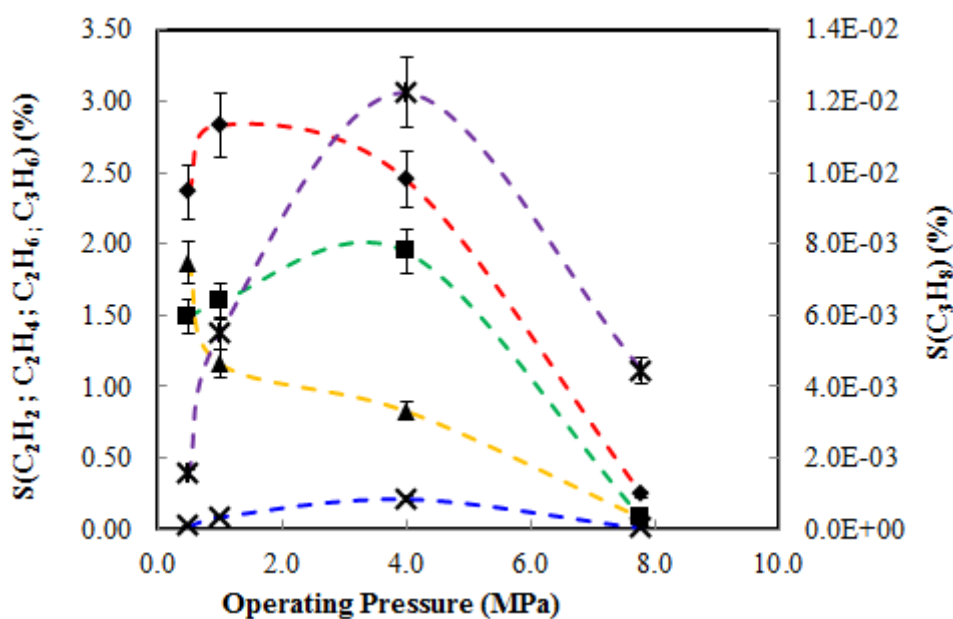 3.50
3.00
2.50
2.00
1.50
1.00
0.50
0.00
S(C₂H₂ ; C₂H₄ ; C₂H₆ ; C₃H₆) (%)
1.4E-02
1.2E-02
1.0E-02
8.0E-03
6.0E-03
4.0E-03
2.0E-03
0.0E+00
S(C₃H₈) (%)
0.0 2.0 4.0 6.0 8.0 10.0
Operating Pressure (MPa)